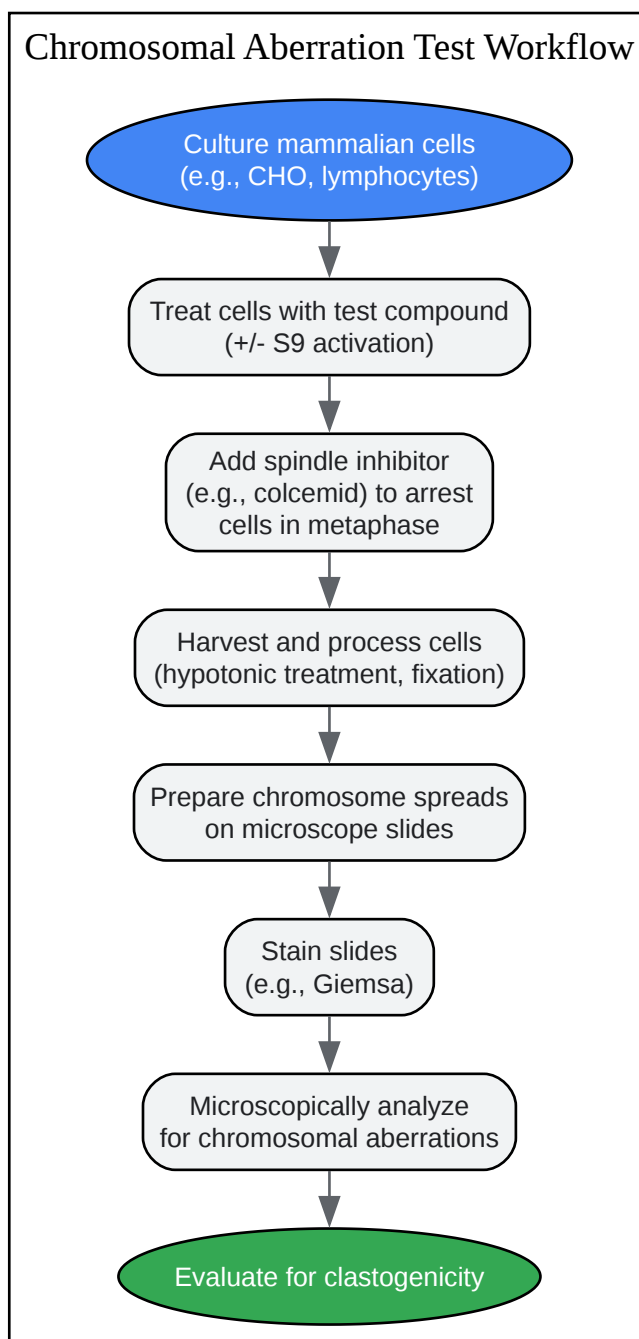 Chromosomal Aberration Test Workflow
Culture mammalian cells
(e.g., CHO, lymphocytes)
Treat cells with test compound
(+/- S9 activation)
Add spindle inhibitor
(e.g., colcemid) to arrest
cells in metaphase
Harvest and process cells
(hypotonic treatment, fixation)
Prepare chromosome spreads
on microscope slides
Stain slides
(e.g., Giemsa)
Microscopically analyze
for chromosomal aberrations
Evaluate for clastogenicity